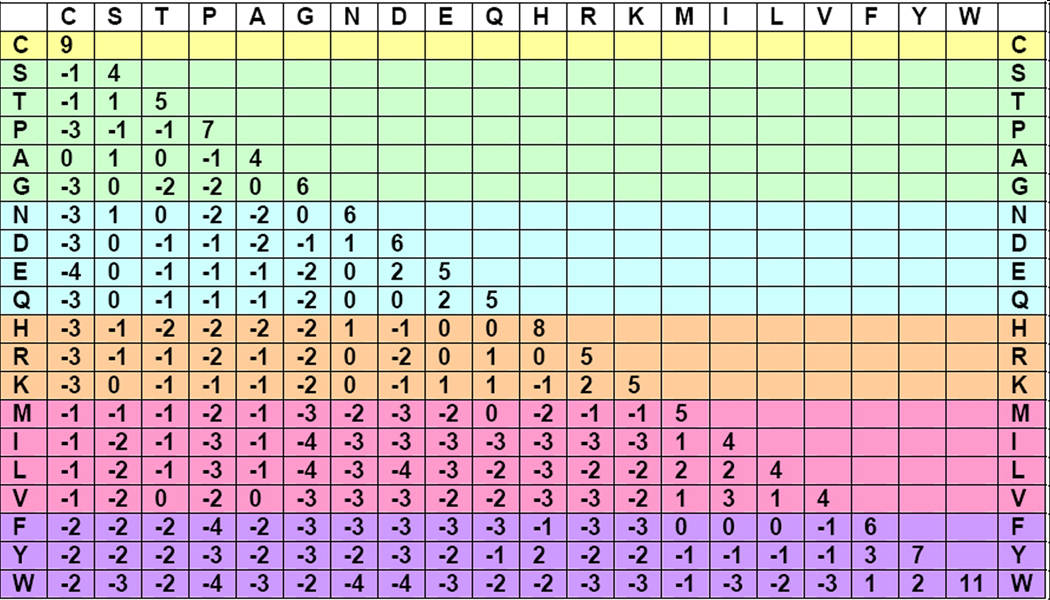 C S T P A G N D E Q H R K M I L V F Y W
C 9 C
S -1 4 S
T -1 1 5 T
P -3 -1 -1 7 P
A 0 1 0 -1 4 A
G -3 0 -2 -2 0 6 G
N -3 1 0 -2 -2 0 6 N
D -3 0 -1 -1 -2 -1 1 6 D
E -4 0 -1 -1 -1 -2 0 2 5 E
Q -3 0 -1 -1 -1 -2 0 0 2 5 Q
H -3 -1 -2 -2 -2 -2 1 -1 0 0 8 H
R -3 -1 -1 -2 -1 -2 0 -2 0 1 0 5 R
K -3 0 -1 -1 -1 -2 0 -1 1 1 -1 2 5 K
M -1 -1 -1 -2 -1 -3 -2 -3 -2 0 -2 -1 -1 5 M
I -1 -2 -1 -3 -1 -4 -3 -3 -3 -3 -3 -3 -3 1 4 I
L -1 -2 -1 -3 -1 -4 -3 -4 -3 -2 -3 -2 -2 2 2 4 L
V -1 -2 0 -2 0 -3 -3 -3 -2 -2 -3 -3 -2 1 3 1 4 V
F -2 -2 -2 -4 -2 -3 -3 -3 -3 -3 -1 -3 -3 0 0 0 -1 6 F
Y -2 -2 -2 -3 -2 -3 -2 -3 -2 -1 2 -2 -2 -1 -1 -1 -1 3 7 Y
W -2 -3 -2 -4 -3 -2 -4 -4 -3 -2 -2 -3 -3 -1 -3 -2 -3 1 2 11 W